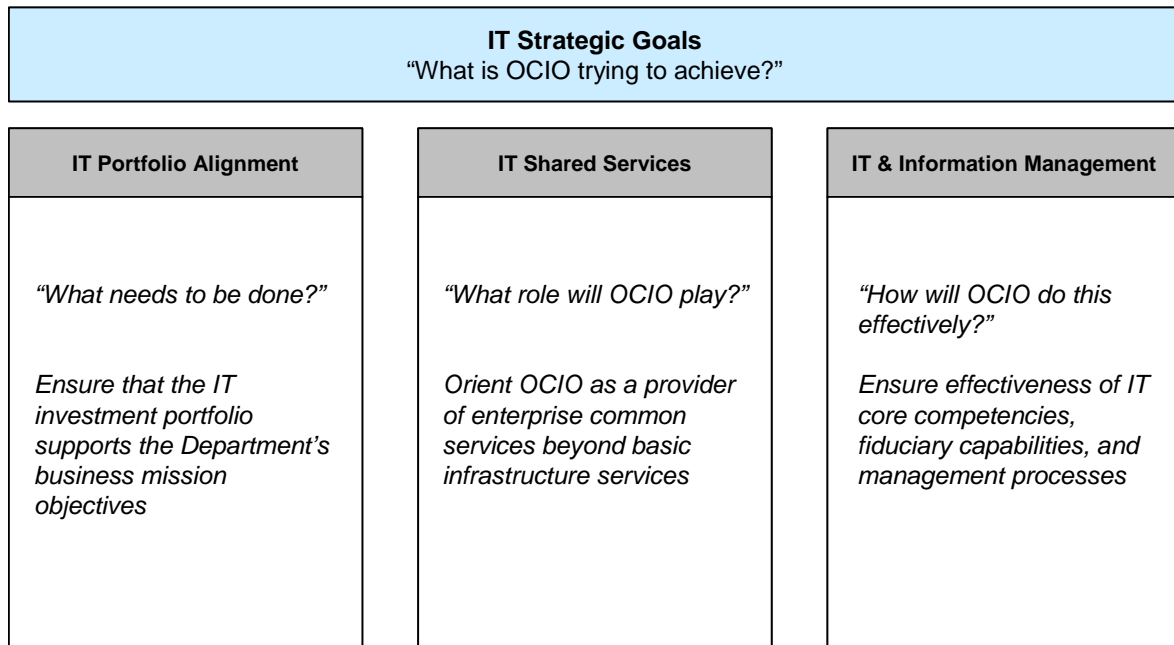 IT Strategic Goals
“What is OCIO trying to achieve?”
IT Portfolio Alignment
“What needs to be done?”
Ensure that the IT
investment portfolio
supports the Department’s
business mission
objectives
IT Shared Services
“What role will OCIO play?”
Orient OCIO as a provider
of enterprise common
services beyond basic
infrastructure services
IT & Information Management
“How will OCIO do this
effectively?”
Ensure effectiveness of IT
core competencies,
fiduciary capabilities, and
management processes